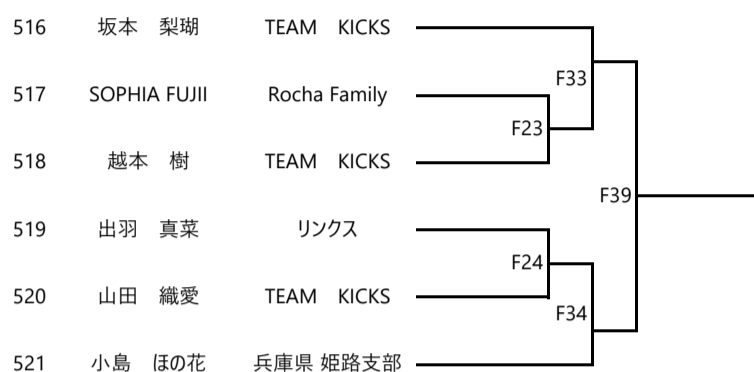 516 坂本　梨瑚 TEAM　KICKS
F33
517 SOPHIA FUJII Rocha Family
F23
518 越本　樹 TEAM　KICKS
F39
519 出羽　真菜 リンクス
F24
520 山田　織愛 TEAM　KICKS
F34
521 小島　ほの花 兵庫県 姫路支部